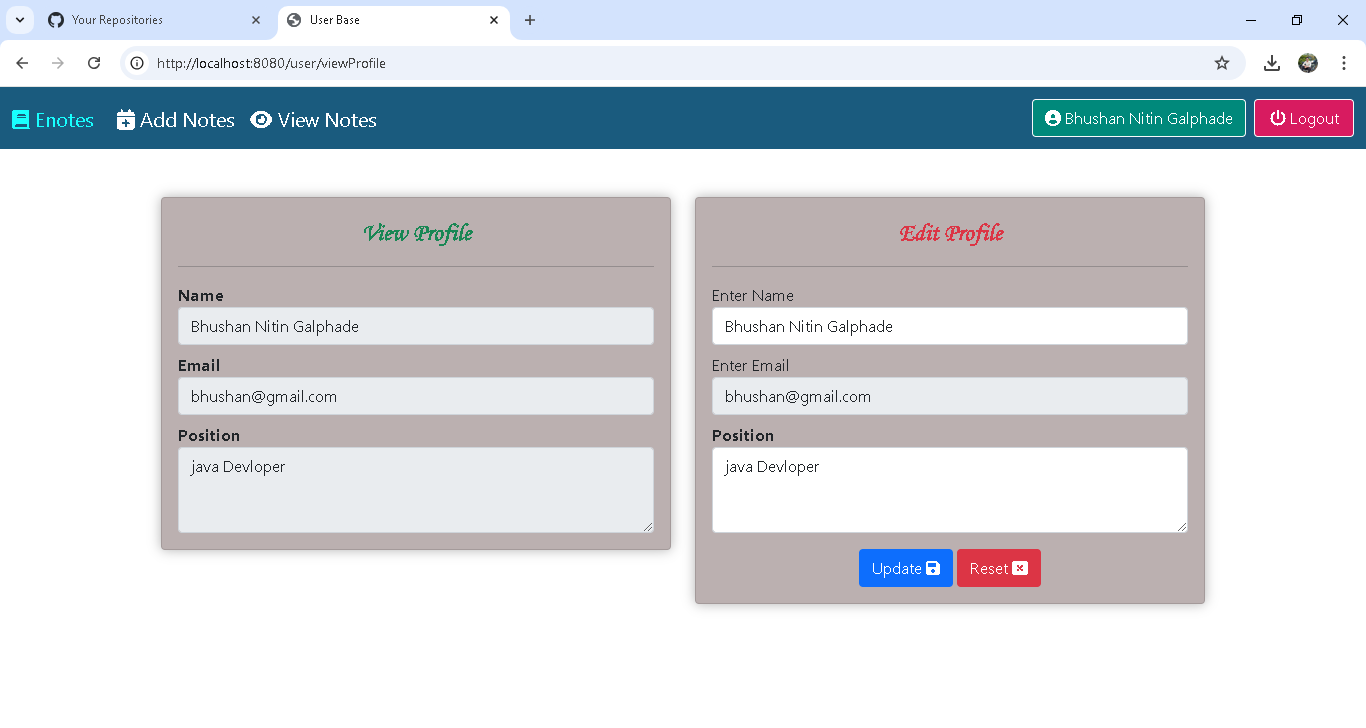 Your Repositories
User Base
http://localhost:8080/user/viewProfile
Enotes Add Notes View Notes Bhushan Nitin Galphade Logout
View Profile
Name
Bhushan Nitin Galphade
Email
bhushan@gmail.com
Position
java Devloper
Edit Profile
Enter Name
Bhushan Nitin Galphade
Enter Email
bhushan@gmail.com
Position
java Devloper
Update Reset